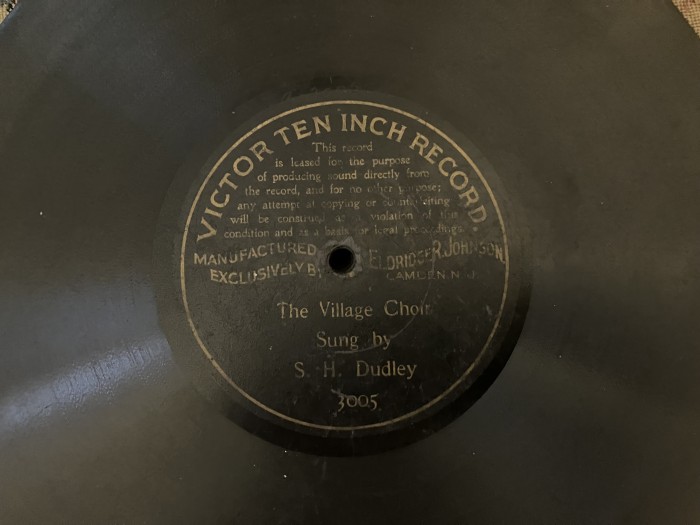 VICTOR TEN INCH RECORD.
This record
is leased for the purpose
of producing sound directly from
the record, and for no other purpose;
any attempt at copying or counterfeiting
will be construed as a violation of this
condition and as a basis for legal proceedings.
MANUFACTURED
EXCLUSIVELY BY
ELDRIDGE R. JOHNSON
CAMDEN N.J.
The Village Choir
Sung by
S. H. Dudley
3005